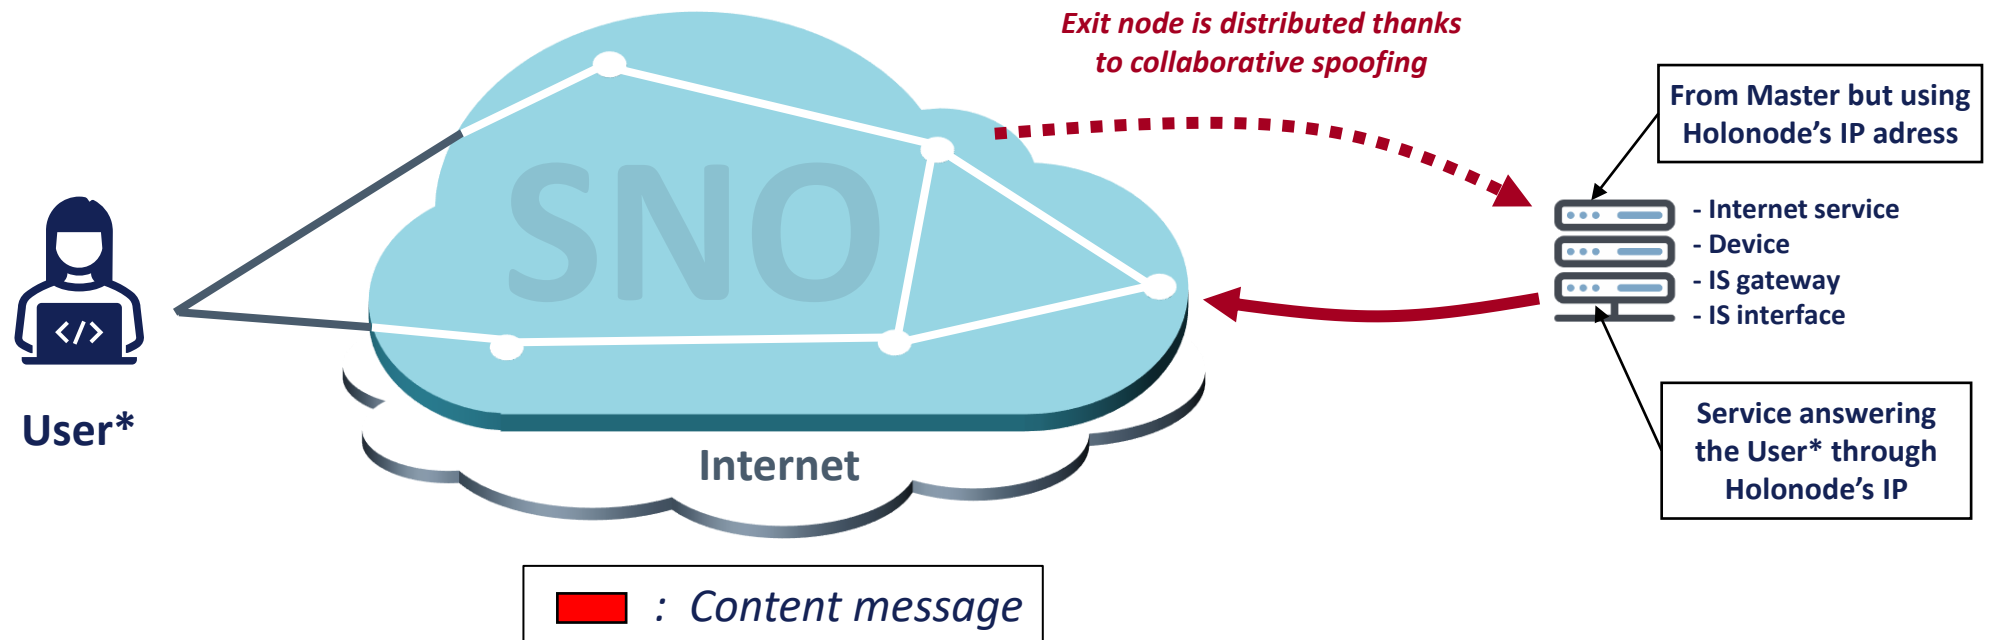 Exit node is distributed thanks
to collaborative spoofing
From Master but using
Holonode’s IP adress
SNO
- Internet service
- Device
- IS gateway
- IS interface
</>
User*
Service answering
the User* through
Holonode’s IP
Internet
: Content message